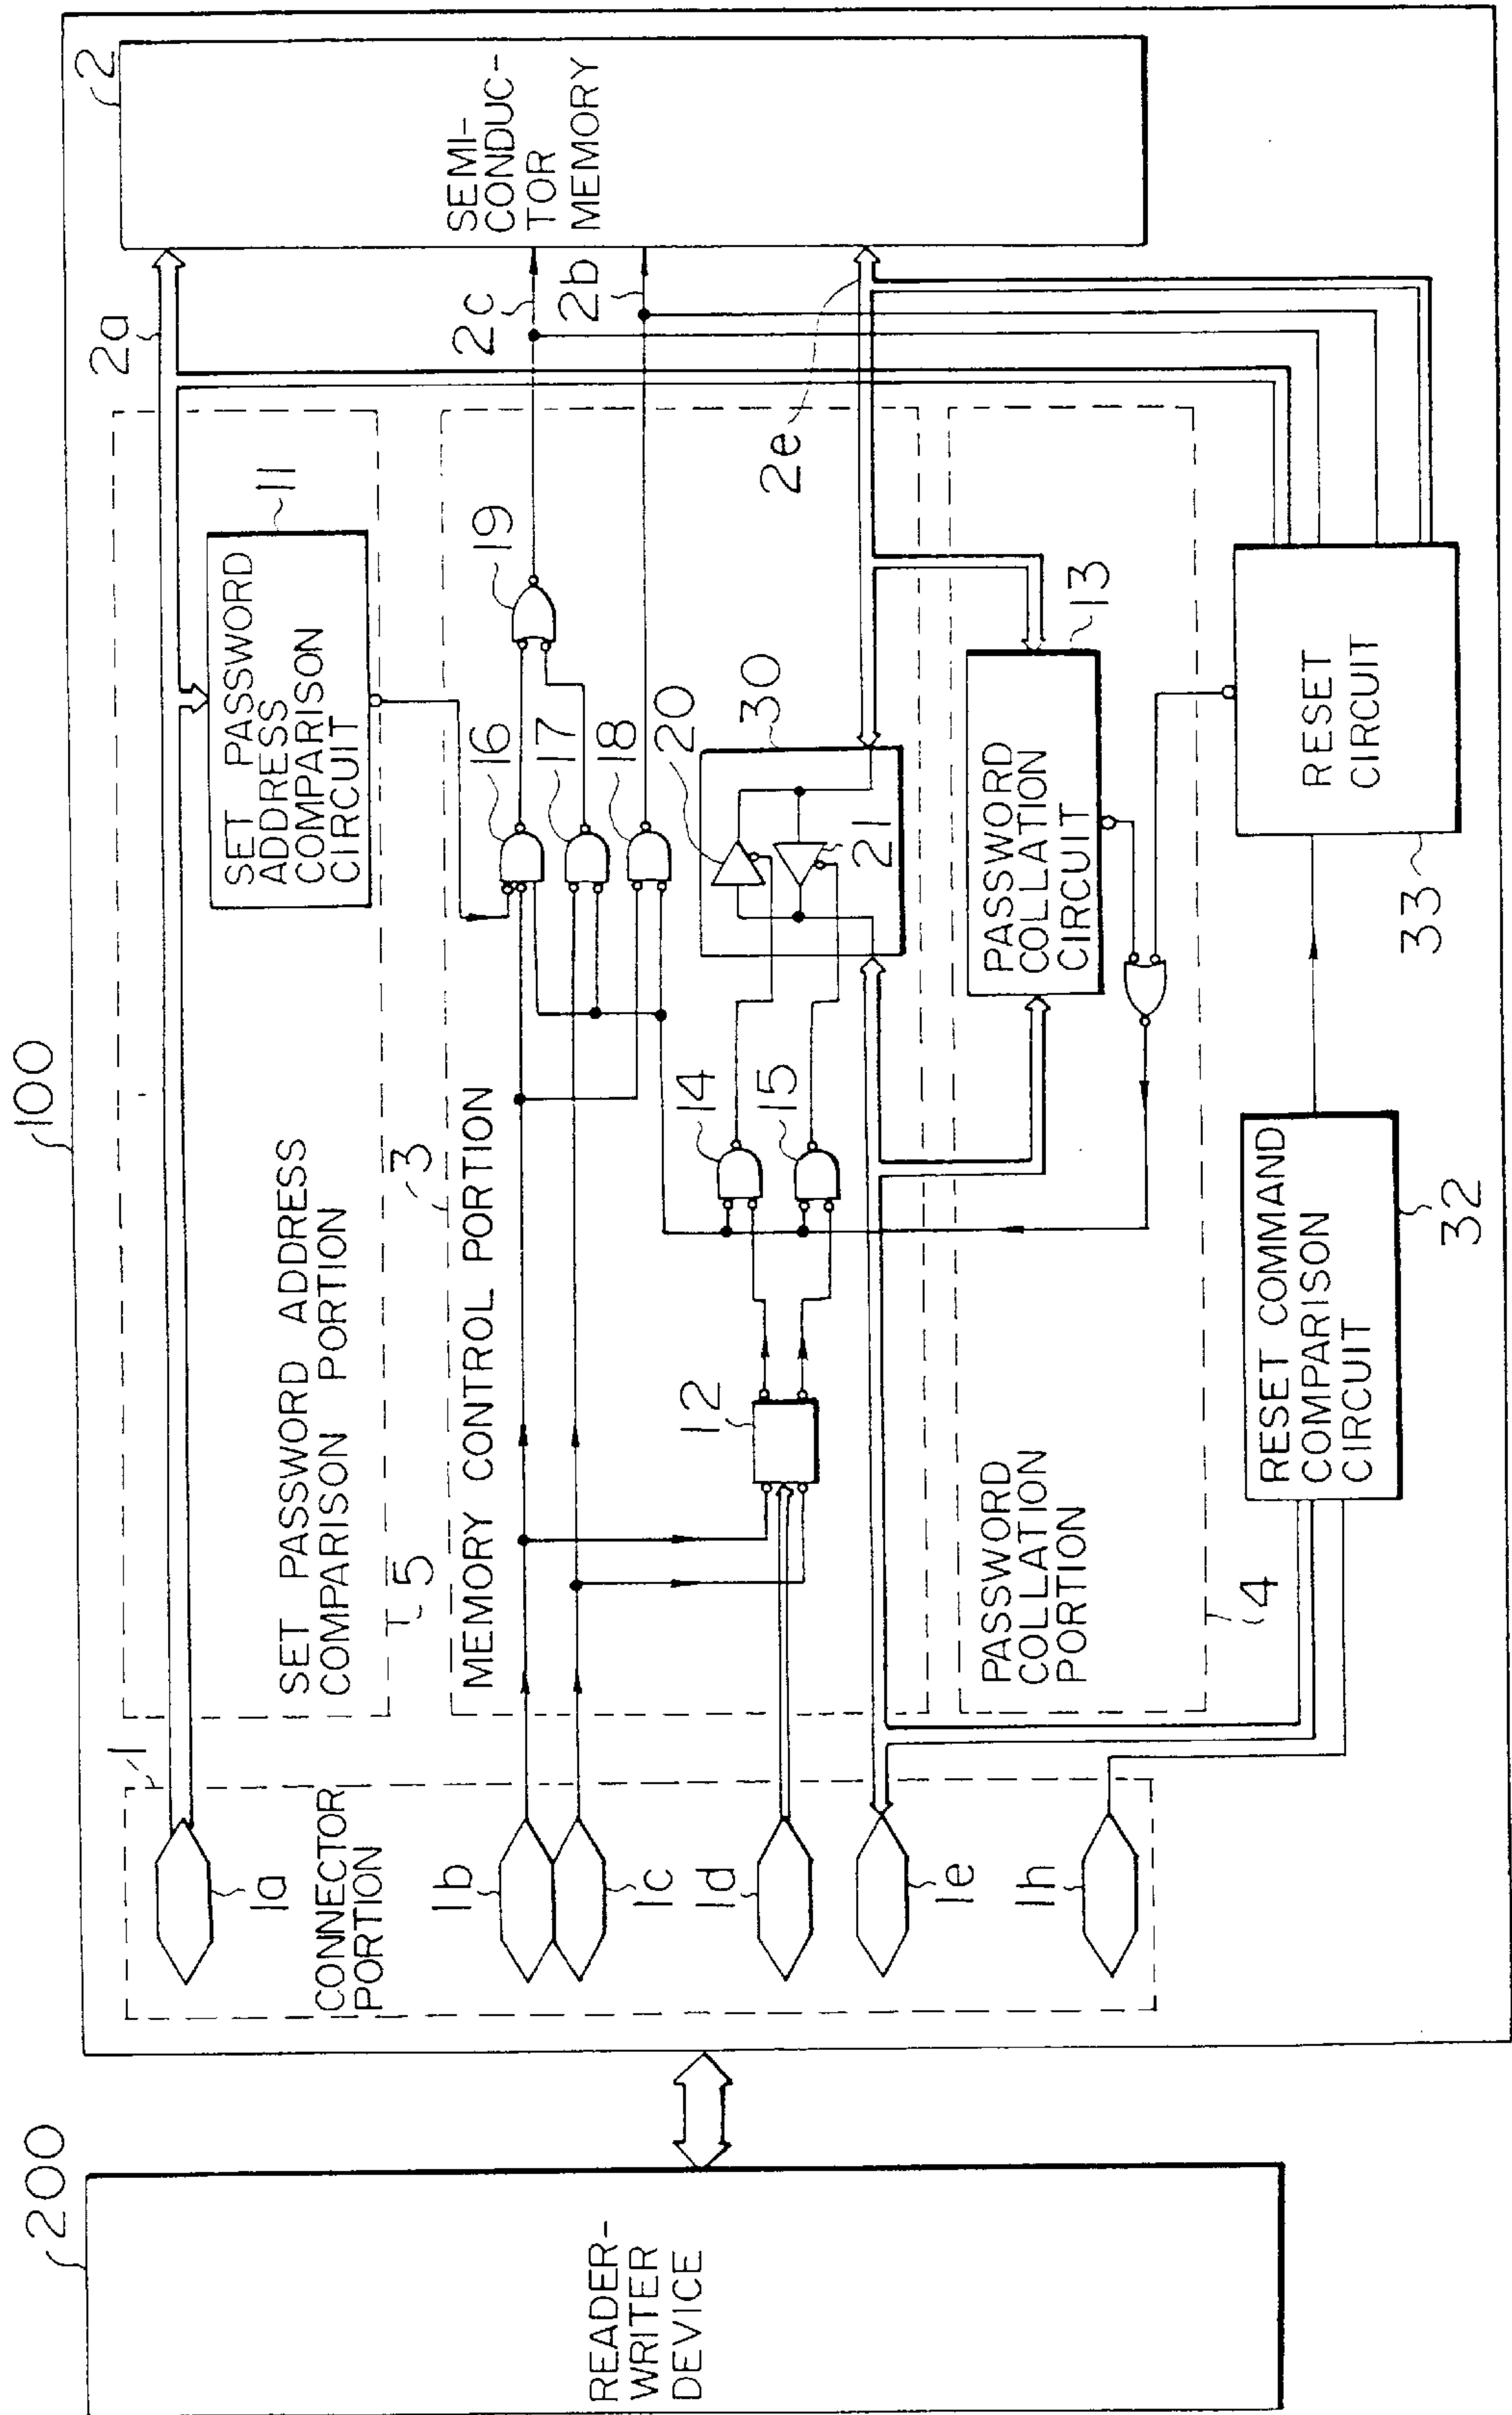 200
READER-
WRITER
DEVICE
100
1
CONNECTOR
PORTION
1a
1b
1c
1d
1e
1h
SET PASSWORD ADDRESS
COMPARISON PORTION
5
3
MEMORY CONTROL PORTION
PASSWORD
COLLATION
PORTION
4
12
14
15
16
17
18
19
20
21
30
SET PASSWORD
ADDRESS
COMPARISON
CIRCUIT
11
PASSWORD
COLLATION
CIRCUIT
13
RESET COMMAND
COMPARISON
CIRCUIT
32
RESET
CIRCUIT
33
2a
2c
2b
2e
2
SEMI-
CONDUC-
TOR
MEMORY